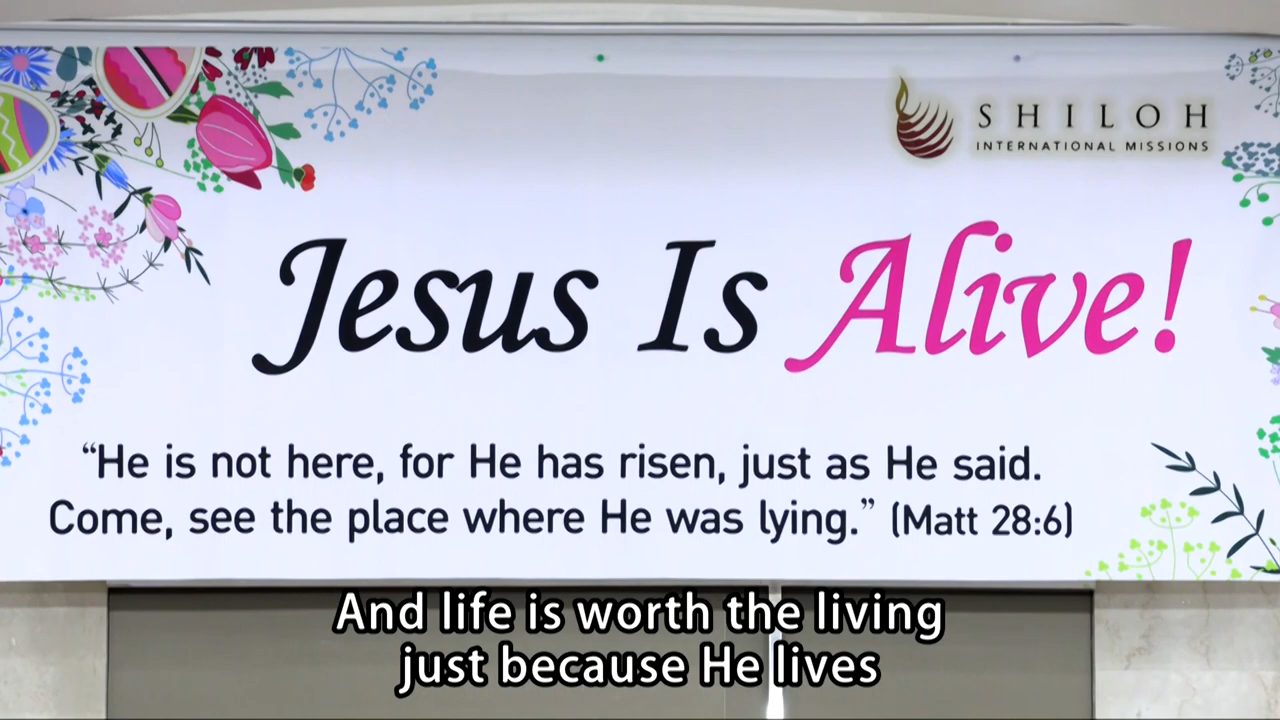 SHILOH
INTERNATIONAL MISSIONS
Jesus Is Alive!
“He is not here, for He has risen, just as He said.
Come, see the place where He was lying.” (Matt 28:6)
And life is worth the living
just because He lives